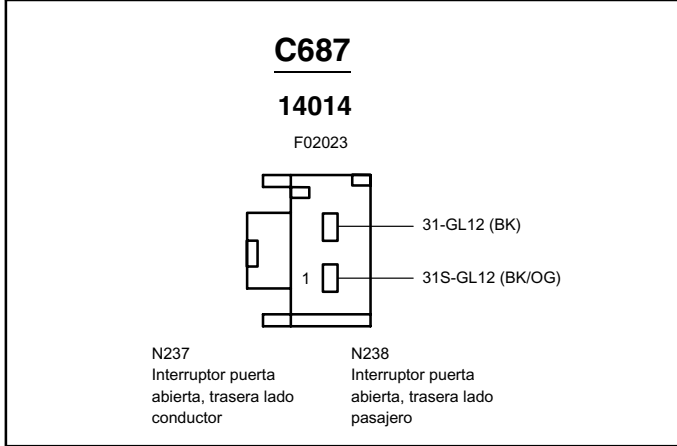 C687
14014
F02023
31-GL12 (BK)
1
31S-GL12 (BK/OG)
N237
Interruptor puerta
abierta, trasera lado
conductor
N238
Interruptor puerta
abierta, trasera lado
pasajero